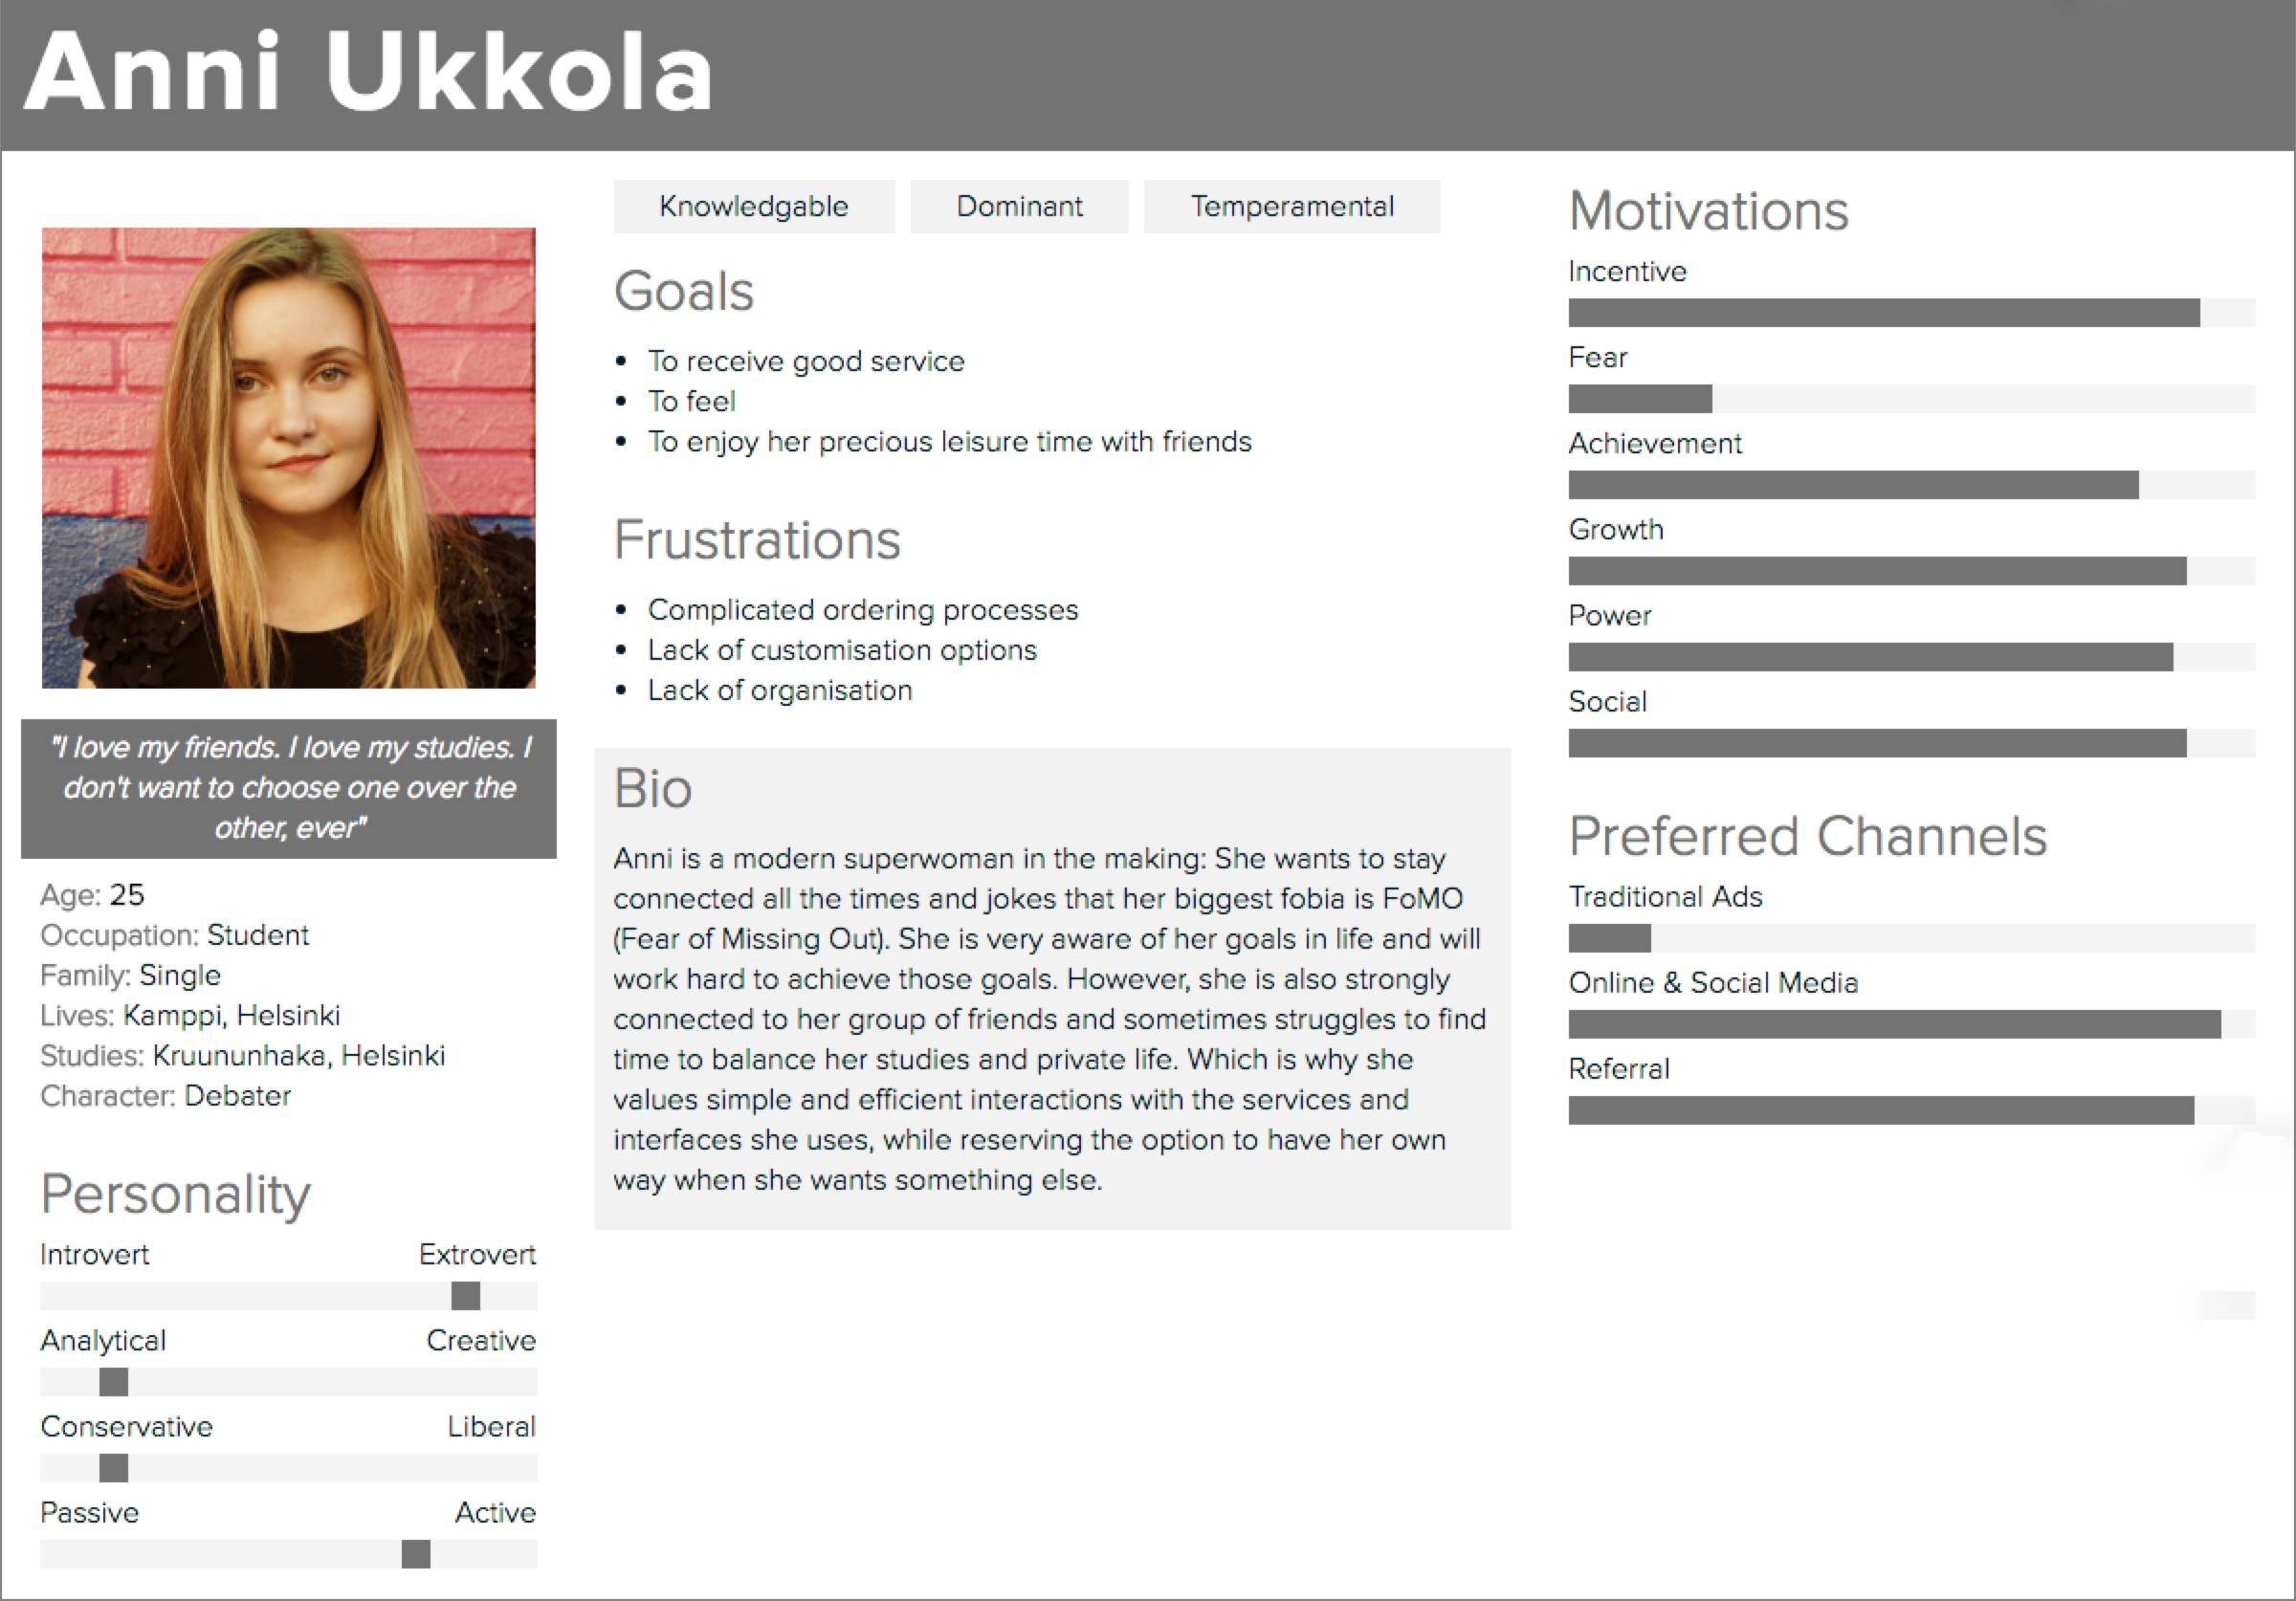 Anni Ukkola
"I love my friends. I love my studies. I
don't want to choose one over the
other, ever"
Age: 25
Occupation: Student
Family: Single
Lives: Kamppi, Helsinki
Studies: Kruununhaka, Helsinki
Character: Debater
Personality
Introvert Extrovert
Analytical Creative
Conservative Liberal
Passive Active
Knowledgable Dominant Temperamental
Goals
• To receive good service
• To feel
• To enjoy her precious leisure time with friends
Frustrations
• Complicated ordering processes
• Lack of customisation options
• Lack of organisation
Bio
Anni is a modern superwoman in the making: She wants to stay
connected all the times and jokes that her biggest fobia is FoMO
(Fear of Missing Out). She is very aware of her goals in life and will
work hard to achieve those goals. However, she is also strongly
connected to her group of friends and sometimes struggles to find
time to balance her studies and private life. Which is why she
values simple and efficient interactions with the services and
interfaces she uses, while reserving the option to have her own
way when she wants something else.
Motivations
Incentive
Fear
Achievement
Growth
Power
Social
Preferred Channels
Traditional Ads
Online & Social Media
Referral